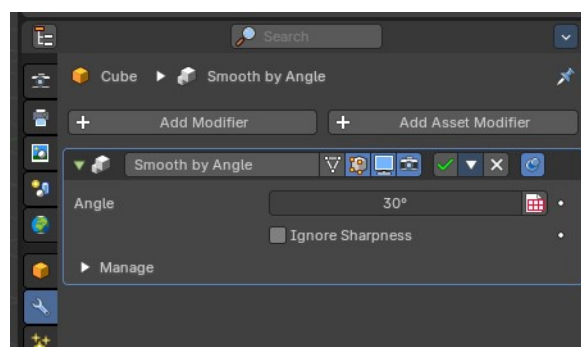 Search
Cube Smooth by Angle
Add Modifier Add Asset Modifier
Smooth by Angle
Angle 30°
Ignore Sharpness
Manage